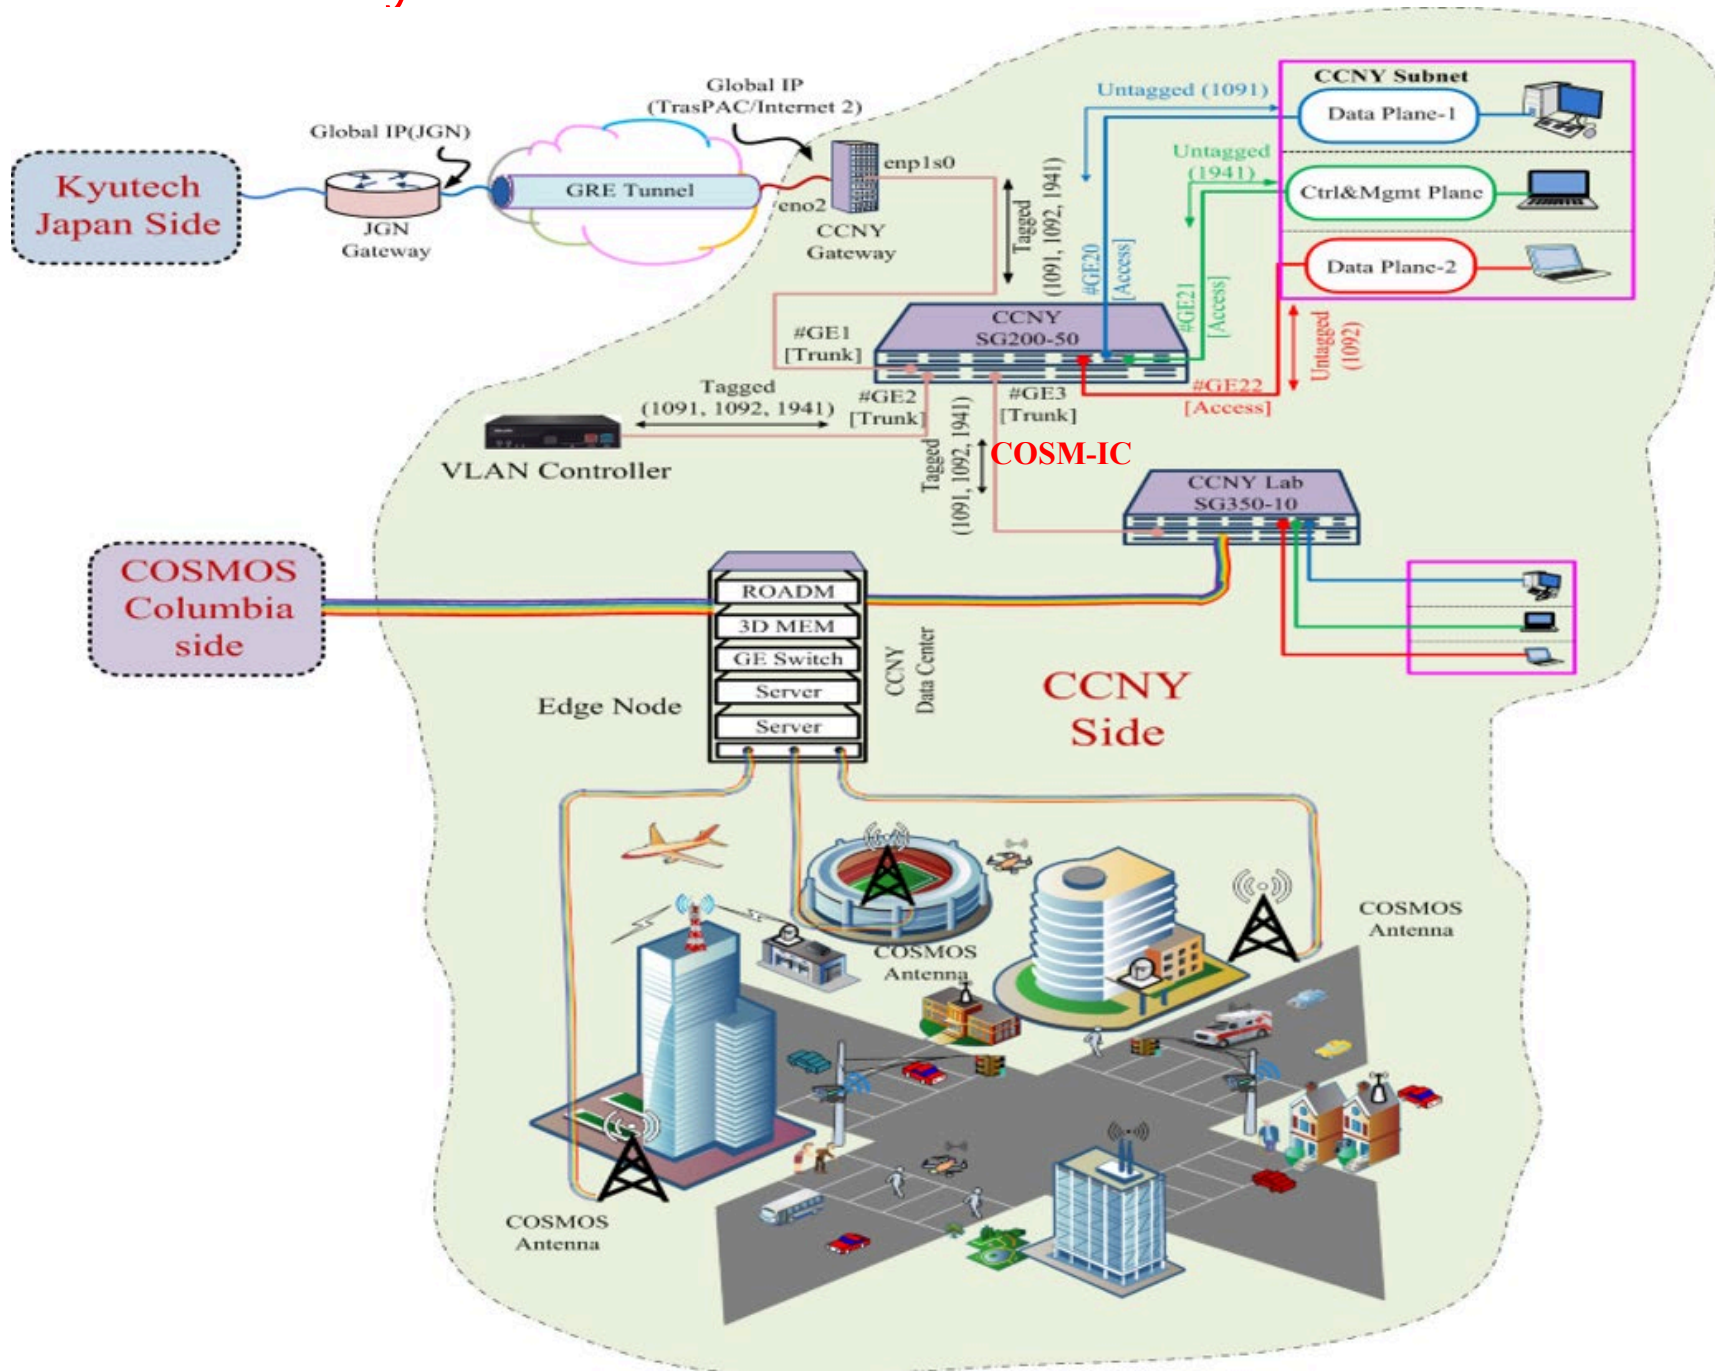 Global IP
(TrasPAC/Internet 2)
Global IP(JGN)
Kyutech
Japan Side
JGN
Gateway
GRE Tunnel
eno2
enp1s0
CCNY
Gateway
Tagged
(1091, 1092, 1941)
Untagged (1091)
#GE20
[Access]
Untagged
(1941)
#GE21
[Access]
CCNY Subnet
Data Plane-1
Ctrl&Mgmt Plane
Data Plane-2
Untagged
(1092)
#GE22
[Access]
CCNY
SG200-50
#GE1
[Trunk]
#GE2
[Trunk]
#GE3
[Trunk]
Tagged
(1091, 1092, 1941)
VLAN Controller
Tagged
(1091, 1092, 1941)
COSM-IC
CCNY Lab
SG350-10
COSMOS
Columbia
side
ROADM
3D MEM
GE Switch
Server
Server
Edge Node
CCNY
Data Center
CCNY
Side
COSMOS
Antenna
COSMOS
Antenna
COSMOS
Antenna